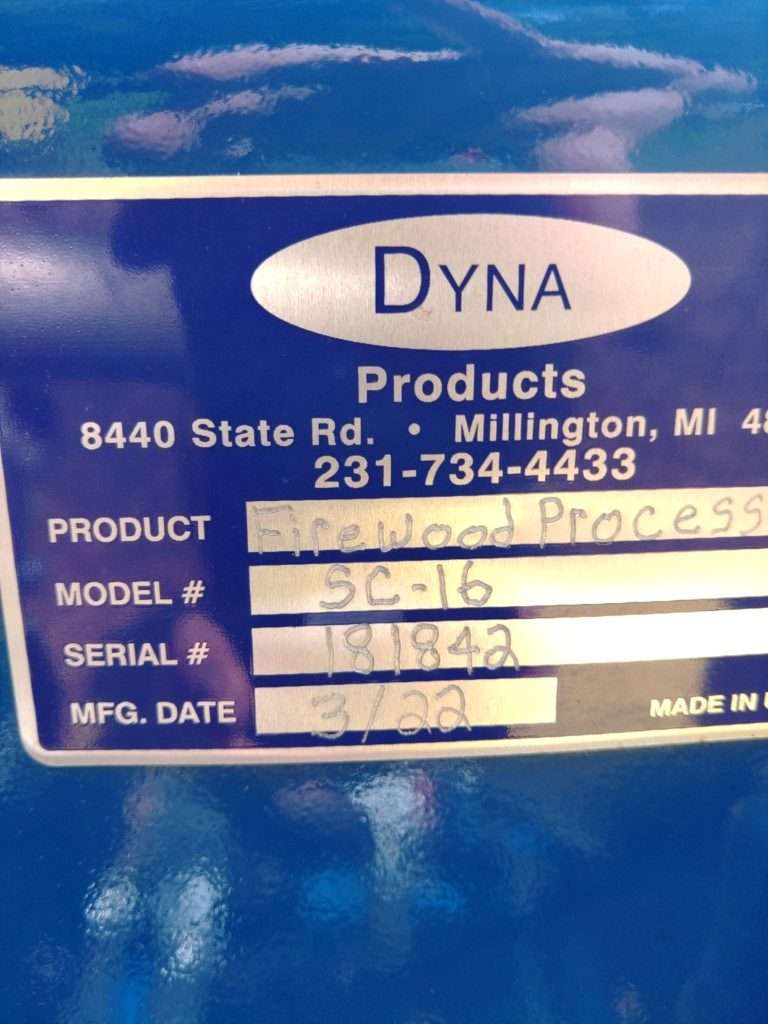 DYNA
Products
8440 State Rd. • Millington, MI 48
231-734-4433
PRODUCT Firewood Process
MODEL # SC-16
SERIAL # 181842
MFG. DATE 3/22
MADE IN U